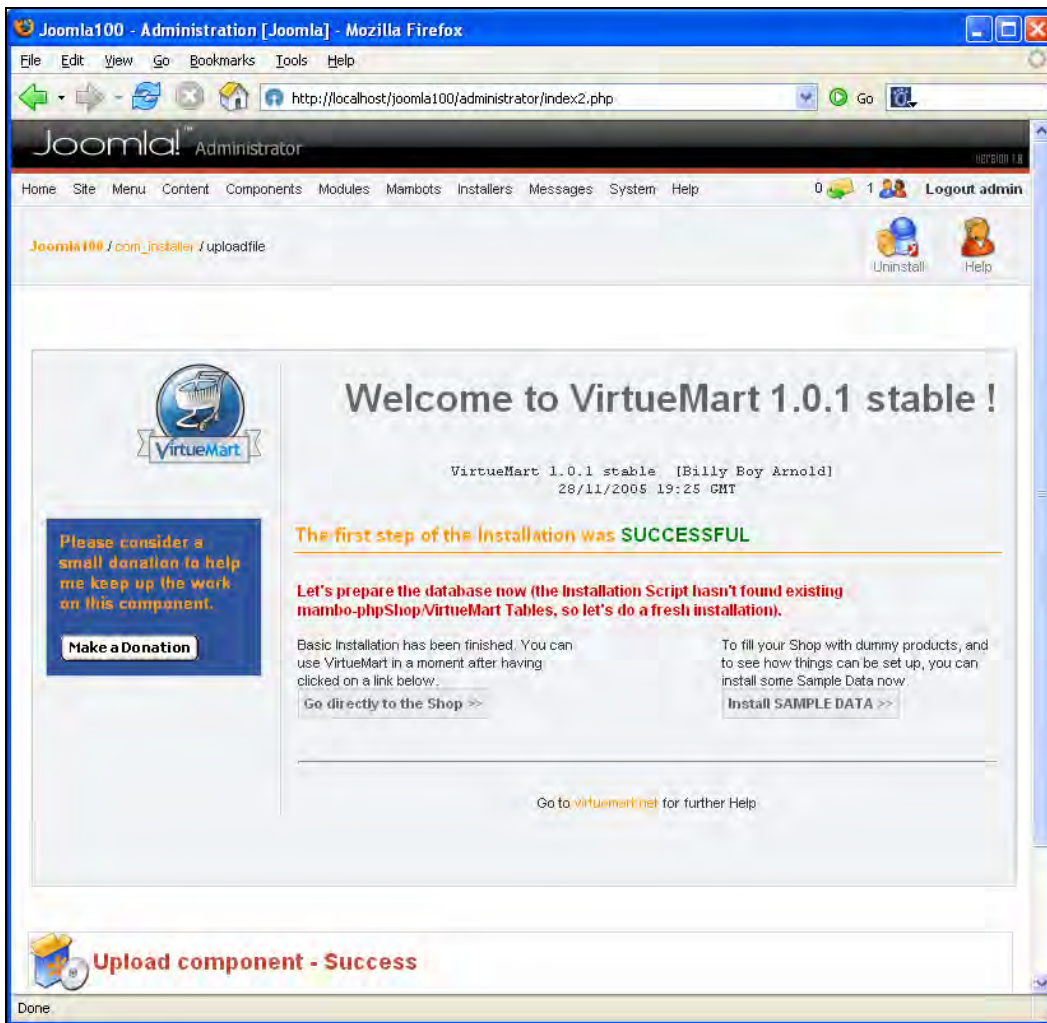 Joomla100 - Administration [Joomla] - Mozilla Firefox
File Edit View Go Bookmarks Tools Help
http://localhost/joomla100/administrator/index2.php Go
Joomla!™ Administrator
version 1.0
Home Site Menu Content Components Modules Mambots Installers Messages System Help 0 1 Logout admin
Joomla100 / com_installer / uploadfile
Uninstall Help
Welcome to VirtueMart 1.0.1 stable !
VirtueMart
VirtueMart 1.0.1 stable [Billy Boy Arnold]
28/11/2005 19:25 GMT
Please consider a
small donation to help
me keep up the work
on this component.
Make a Donation
The first step of the Installation was SUCCESSFUL
Let's prepare the database now (the Installation Script hasn't found existing
mambo-phpShop/VirtueMart Tables, so let's do a fresh installation).
Basic Installation has been finished. You can
use VirtueMart in a moment after having
clicked on a link below.
Go directly to the Shop >>
To fill your Shop with dummy products, and
to see how things can be set up, you can
install some Sample Data now.
Install SAMPLE DATA >>
Go to virtuemart.net for further Help
Upload component - Success
Done